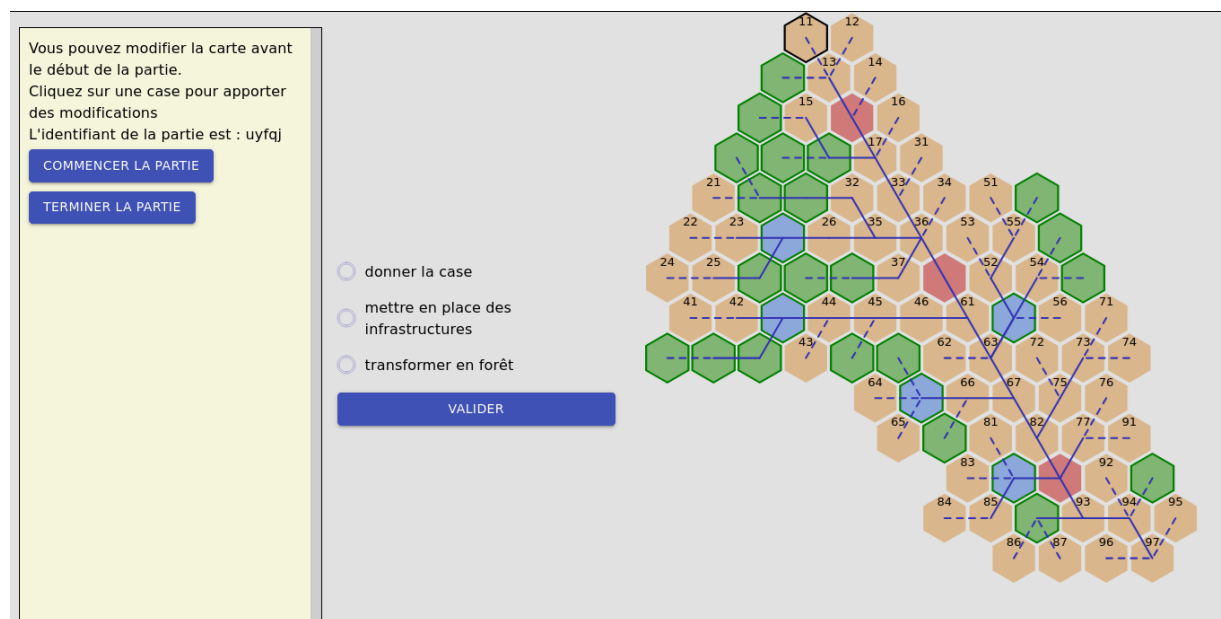 Vous pouvez modifier la carte avant
le début de la partie.
Cliquez sur une case pour apporter
des modifications
L'identifiant de la partie est : uyfqj
COMMENCER LA PARTIE
TERMINER LA PARTIE
donner la case
mettre en place des
infrastructures
transformer en forêt
VALIDER
11 12
13 14
15 16
17 31
21 32 33 34 51
22 23 26 35 36 53 55
24 25 37 52 54
41 42 44 45 46 61 56 71
43 62 63 72 73 74
64 66 67 75 76
65 81 82 77 91
83 92
84 85 93 94 95
86 87 96 97